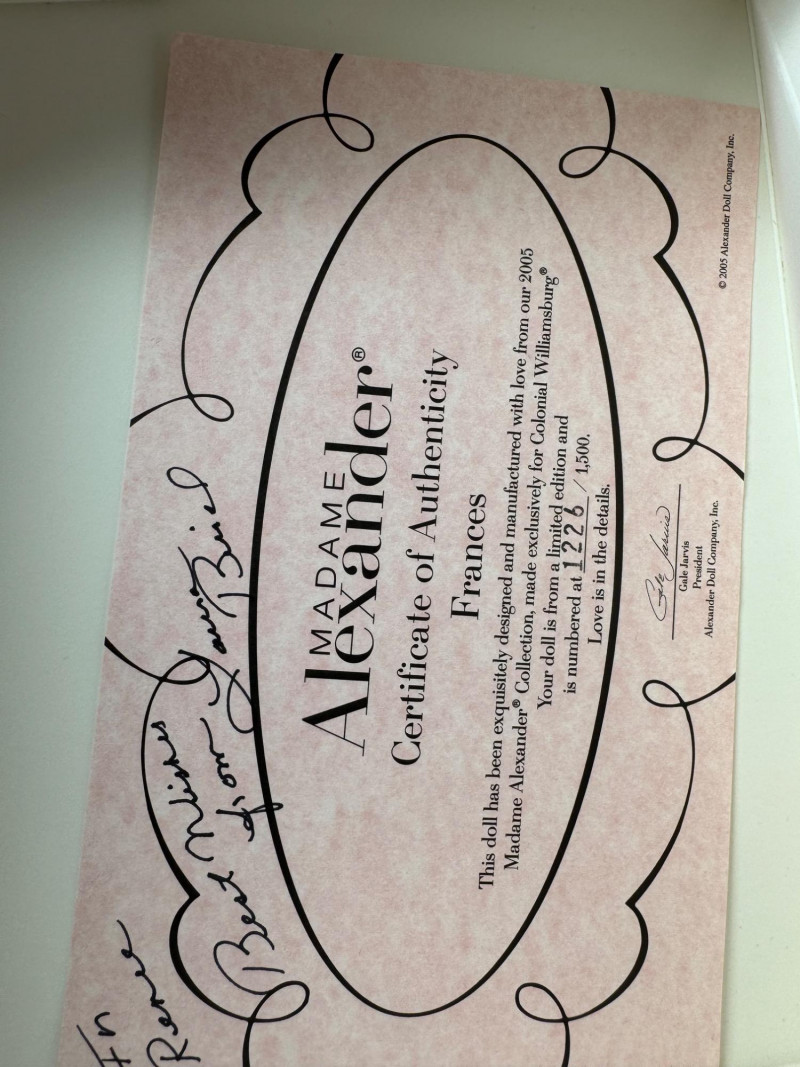 For
Renee
Best Wishes
from
MADAME
Alexander®
Certificate of Authenticity
Frances
This doll has been exquisitely designed and manufactured with love from our 2005
Madame Alexander® Collection, made exclusively for Colonial Williamsburg®
Your doll is from a limited edition and
is numbered at 1226 / 1,500.
Love is in the details.
Gale Jarvis
Gale Jarvis
President
Alexander Doll Company, Inc.
© 2005 Alexander Doll Company, Inc.